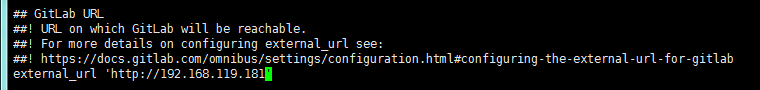 ## GitLab URL
##! URL on which GitLab will be reachable.
##! For more details on configuring external_url see:
##! https://docs.gitlab.com/omnibus/settings/configuration.html#configuring-the-external-url-for-gitlab
external_url 'http://192.168.119.181'